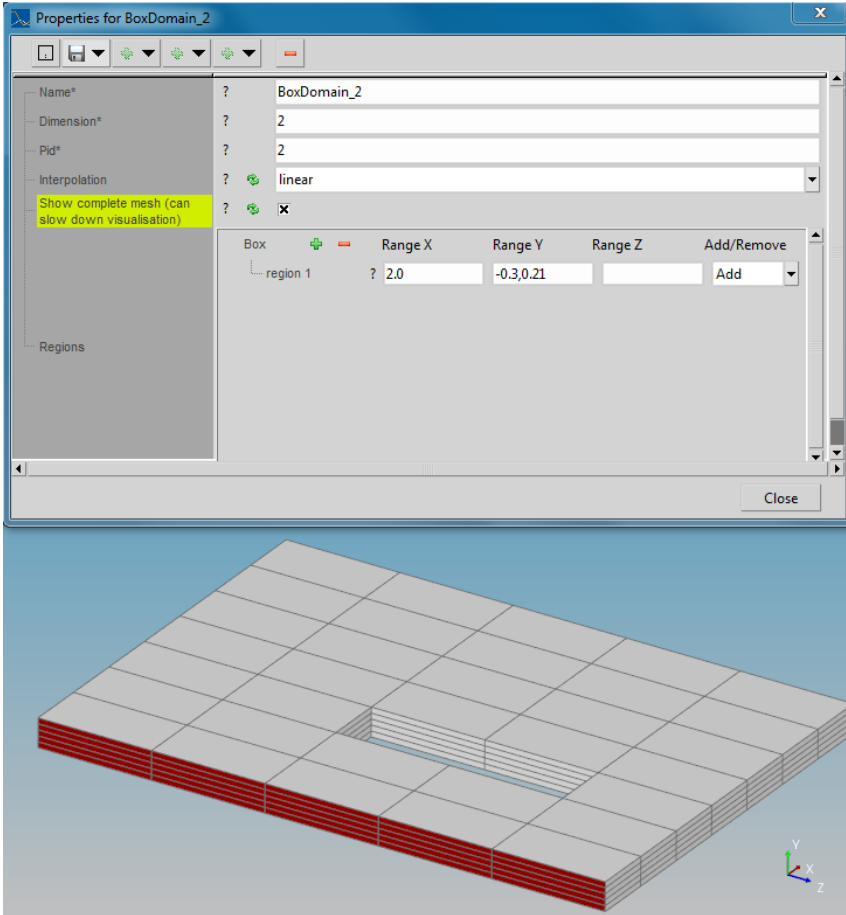 Properties for BoxDomain_2
x
Name* ? BoxDomain_2
Dimension* ? 2
Pid* ? 2
Interpolation ? linear
Show complete mesh (can
slow down visualisation) ?
Box Range X Range Y Range Z Add/Remove
region 1 ? 2.0 -0.3,0.21 Add
Regions
Close
Y
X
Z